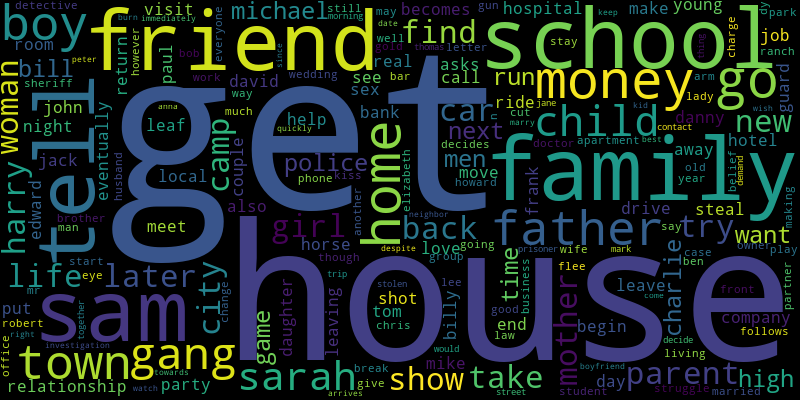 boy
friend
michael
visit
becomes
hospital
make
young
school
detective
room
bill
sheriff
john
night
woman
tell
get
find
asks
call
real
see
sex
bar
bank
help
police
phone
kiss
car
run
ride
next
men
move
howard
money
go
job
ranch
guard
child
new
danny
away
hotel
family
harry
jack
edward
eventually
leaf
local
camp
couple
david
paul
return
however
meet
home
elizabeth
back
father
try
want
drive
steal
frank
life
later
city
girl
horse
also
love
going
group
time
business
mother
charlie
leave
sam
house
daughter
leaving
game
shot
tom
chris
billy
lee
good
end
law
begin
flee
wife
mark
case
ben
owner
play
partner
front
company
follows
town
gang
relationship
party
sarah
show
mike
take
day
parent
high
student
struggle
married
living
decide
boyfriend
robert
office
put
mr
start
eye
man
brother
husband
anna
quickly
neighbor
despite
stolen
would
trip
though
another
break
give
arrives
street
watch
towards
investigation
together
right
change
prisoner
come
say
year
old
believe
demand
contact
best
apartment
doctor
marry
cut
jane
lady
arm
kid
keep
wish
making
thing
charge
stay
park
gun
may
date
well
letter
gold
thomas
since
wedding
still
morning
everyone
immediately
burn
peter
bob
work
way
much
decides
n
day